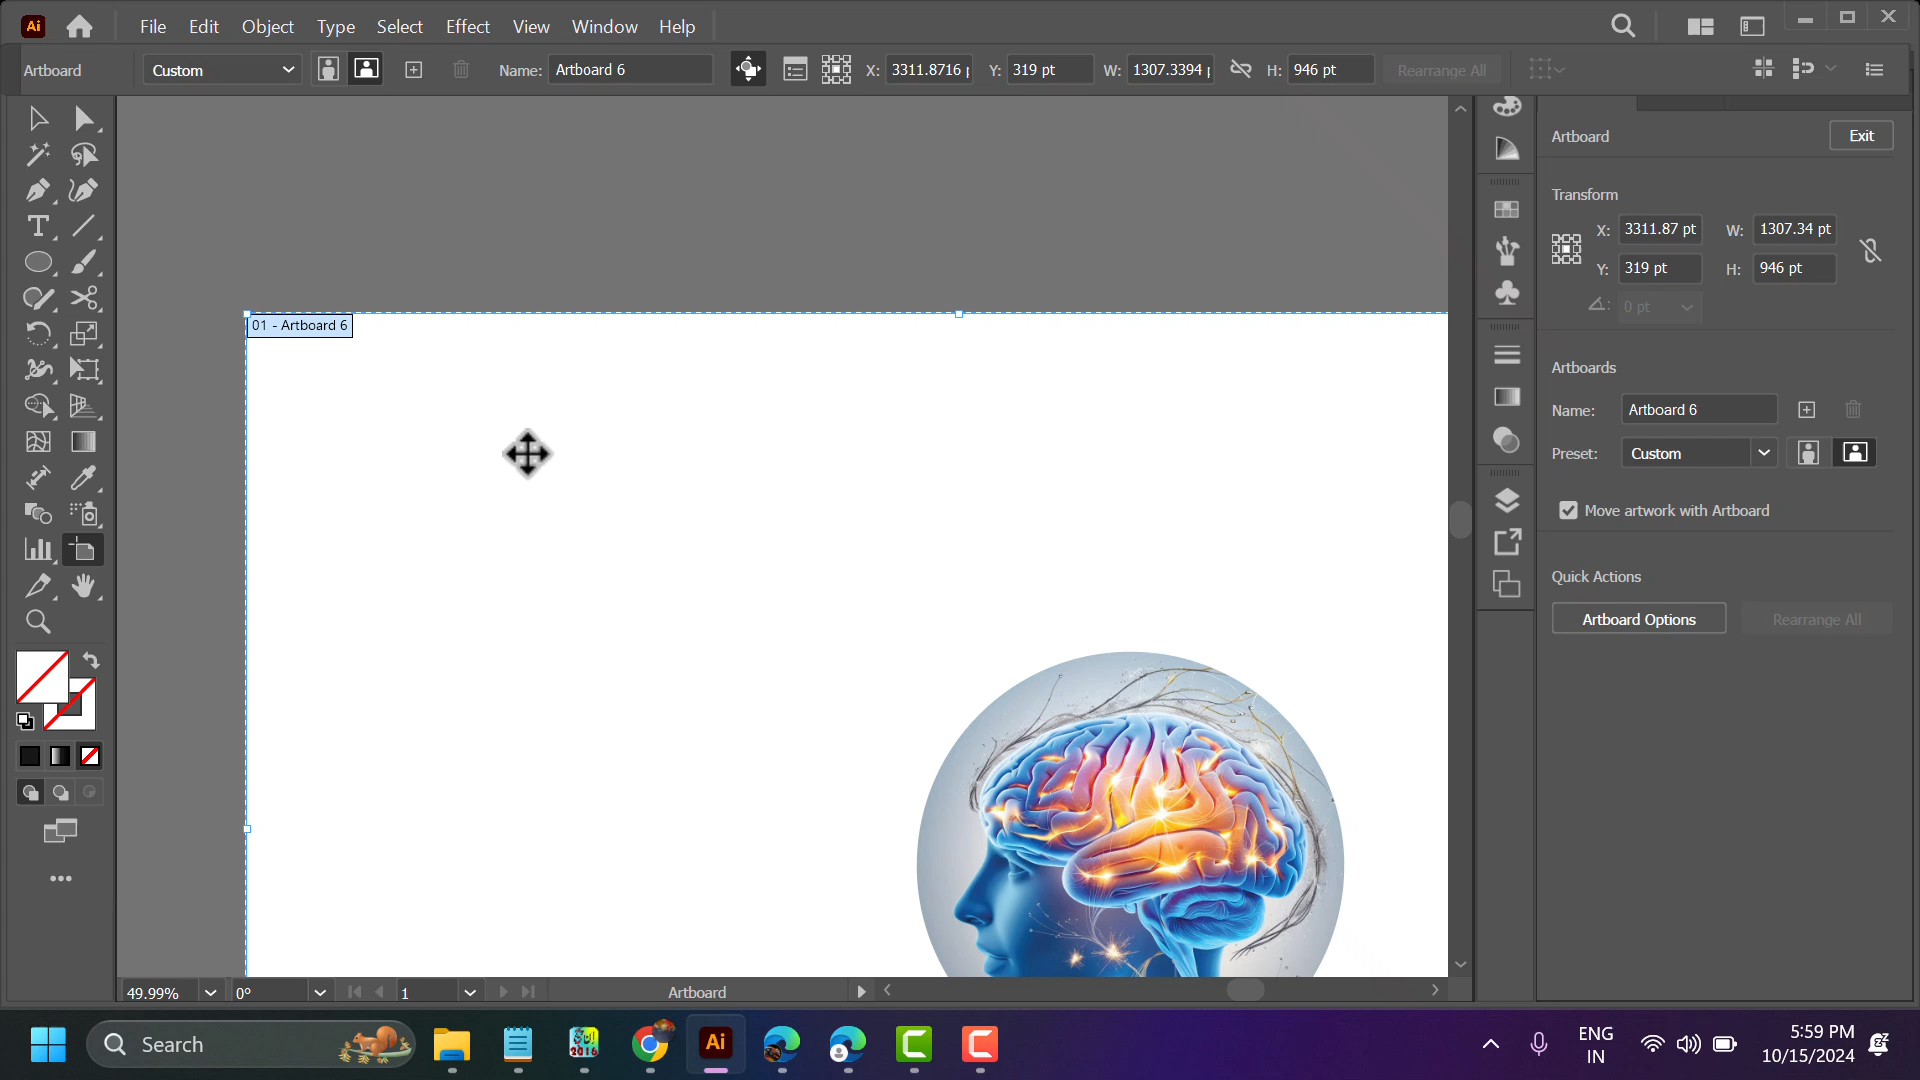 Ai File Edit Object Type Select Effect View Window Help
Artboard Custom Name: Artboard 6 X: 3311.8716 p Y: 319 pt W: 1307.3394 p H: 946 pt Rearrange All
Artboard Exit
Transform
X: 3311.87 pt W: 1307.34 pt
Y: 319 pt H: 946 pt
0 pt
01 - Artboard 6
Artboards
Name: Artboard 6
Preset: Custom
Move artwork with Artboard
Quick Actions
Artboard Options Rearrange All
T
49.99% 0° 1 Artboard
Search 2016 Ai ENG
IN
5:59 PM
10/15/2024